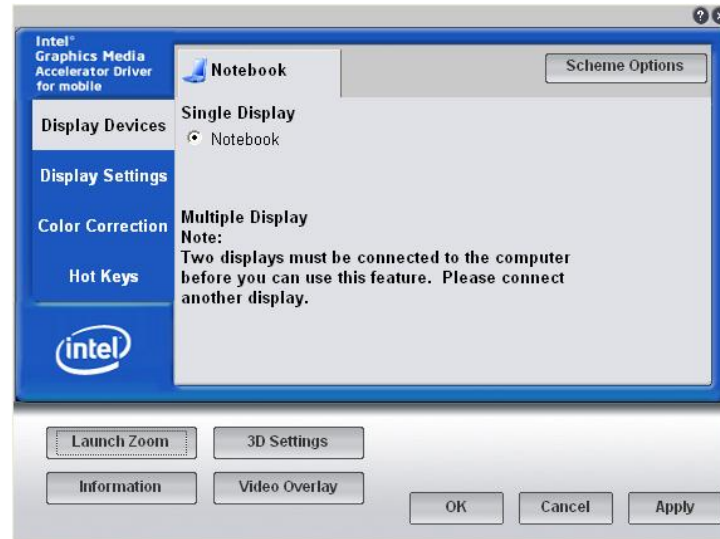 Intel®
Graphics Media
Accelerator Driver
for mobile
Notebook
Scheme Options
Display Devices
Display Settings
Color Correction
Hot Keys
Single Display
Notebook
Multiple Display
Note:
Two displays must be connected to the computer
before you can use this feature.  Please connect
another display.
intel
Launch Zoom
3D Settings
Information
Video Overlay
OK
Cancel
Apply